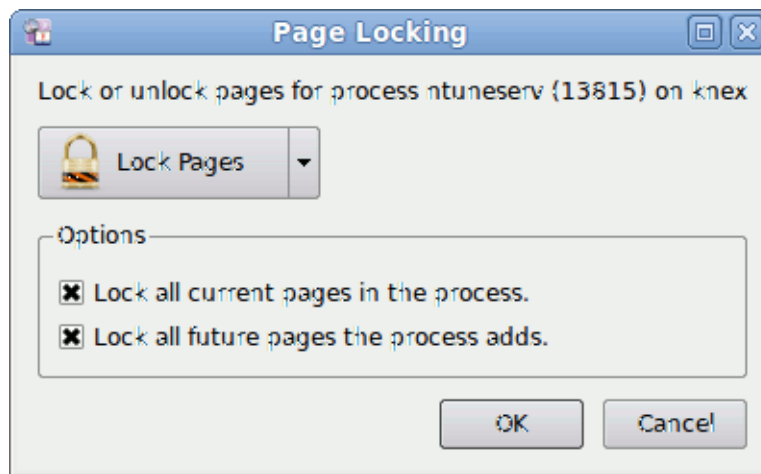 Page Locking
Lock or unlock pages for process ntuneserv (13815) on knex
Lock Pages
Options
Lock all current pages in the process.
Lock all future pages the process adds.
OK
Cancel